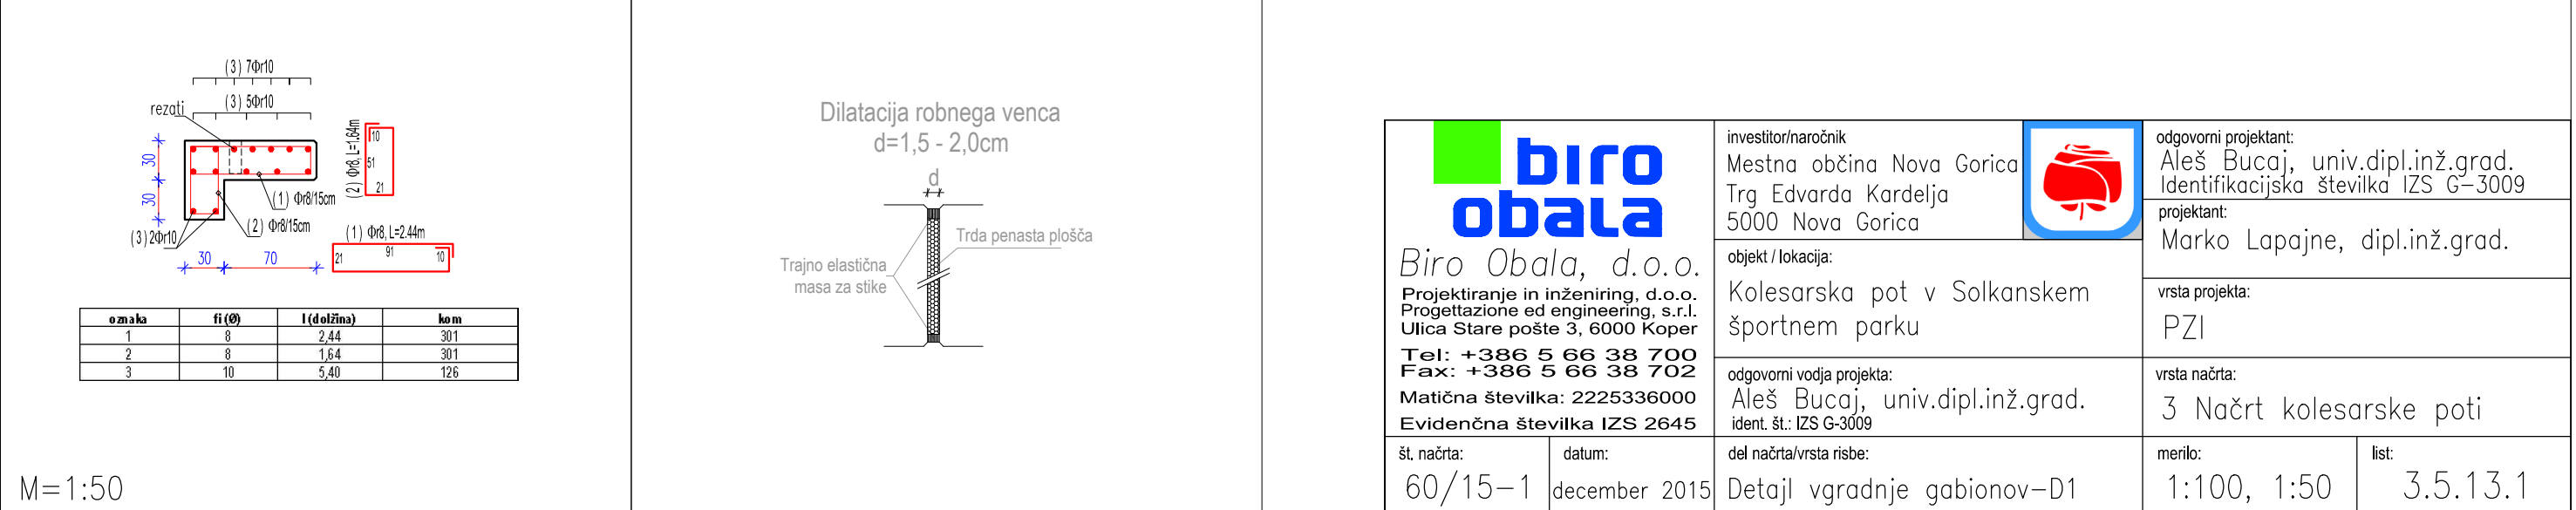 (3) 7Φr10
(3) 5Φr10
rezati
30
30
(1) Φr8/15cm
(2) Φr8/15cm
(3)2Φr10
30
70
(2) Φr8, L=1.64m
10
51
21
(1) Φr8, L=2.44m
21
91
10
oznaka fi(Ø) l(dolžina) kom
1 8 2,44 301
2 8 1,64 301
3 10 5,40 126
M=1:50
Dilatacija robnega venca
d=1,5 - 2,0cm
d
Trda penasta plošča
Trajno elastična
masa za stike
biro
obala
Biro Obala, d.o.o.
Projektiranje in inženiring, d.o.o.
Progettazione ed engineering, s.r.l.
Ulica Stare pošte 3, 6000 Koper
Tel: +386 5 66 38 700
Fax: +386 5 66 38 702
Matična številka: 2225336000
Evidenčna številka IZS 2645
št. načrta:
60/15-1
datum:
december 2015
investitor/naročnik
Mestna občina Nova Gorica
Trg Edvarda Kardelja
5000 Nova Gorica
objekt / lokacija:
Kolesarska pot v Solkanskem
športnem parku
odgovorni vodja projekta:
Aleš Bucaj, univ.dipl.inž.grad.
ident. št.: IZS G-3009
del načrta/vrsta risbe:
Detajl vgradnje gabionov-D1
odgovorni projektant:
Aleš Bucaj, univ.dipl.inž.grad.
Identifikacijska številka IZS G-3009
projektant:
Marko Lapajne, dipl.inž.grad.
vrsta projekta:
PZI
vrsta načrta:
3 Načrt kolesarske poti
merilo:
1:100, 1:50
list:
3.5.13.1